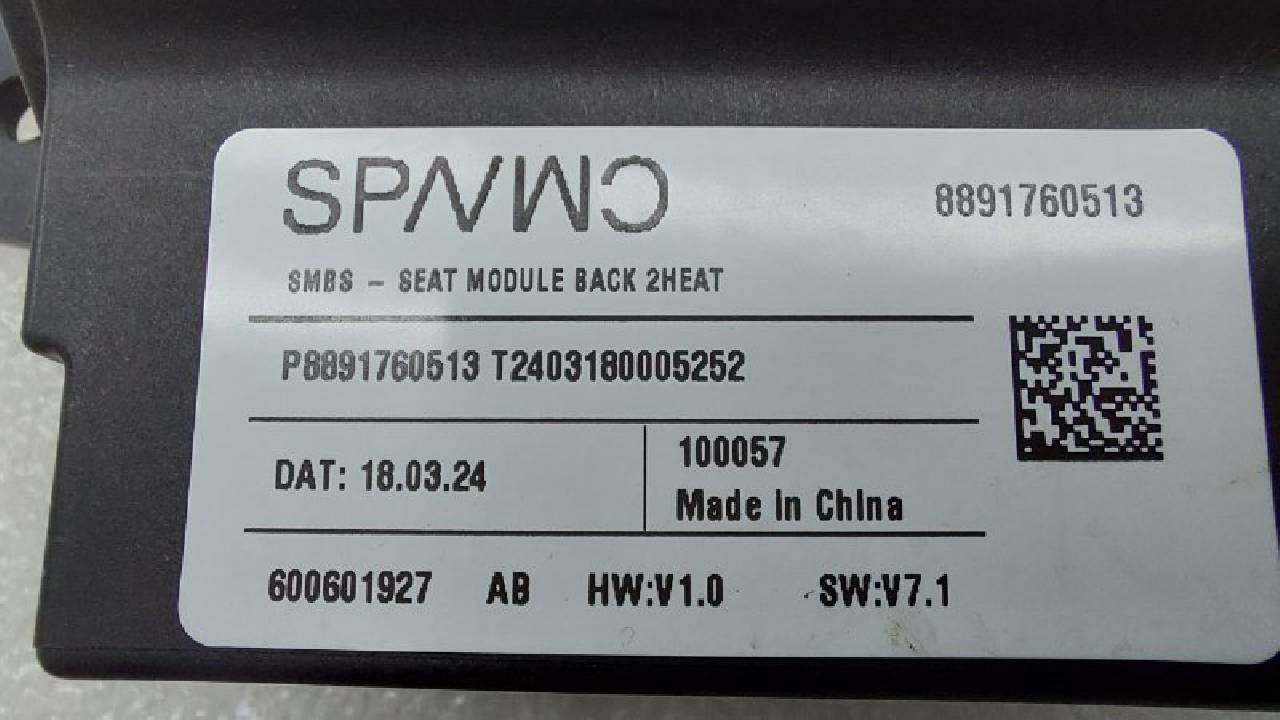 SPΛVMC
8891760513
SMBS - SEAT MODULE BACK 2HEAT
P8891760513 T2403180005252
DAT: 18.03.24
100057
Made in China
600601927 AB HW:V1.0 SW:V7.1